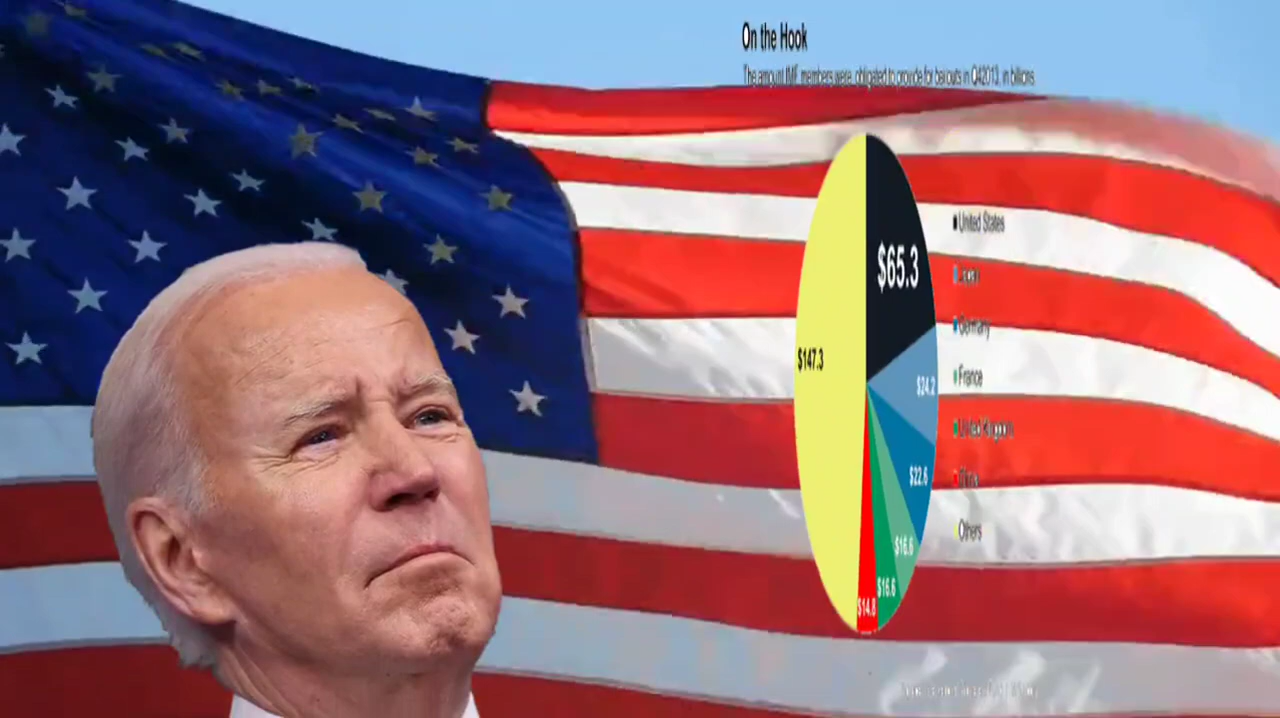 On the Hook
The amount IMF members were obligated to provide for bailouts in Q42013, in billions
United States
$65.3
Japan
$147.3
Germany
France
$24.2
United Kingdom
$22.6
China
Others
$16.6
$16.6
$14.8